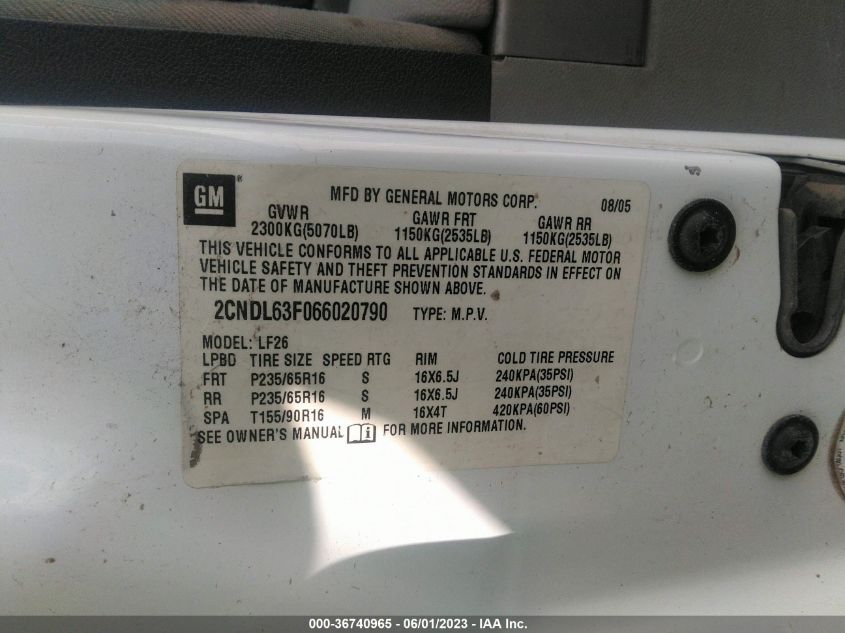 GM ® MFD BY GENERAL MOTORS CORP. 08/05
GVWR GAWR FRT GAWR RR
2300KG(5070LB) 1150KG(2535LB) 1150KG(2535LB)
THIS VEHICLE CONFORMS TO ALL APPLICABLE U.S. FEDERAL MOTOR
VEHICLE SAFETY AND THEFT PREVENTION STANDARDS IN EFFECT ON
THE DATE OF MANUFACTURE SHOWN ABOVE.
2CNDL63F066020790 TYPE: M.P.V.
MODEL: LF26
LPBD TIRE SIZE SPEED RTG RIM COLD TIRE PRESSURE
FRT P235/65R16 S 16X6.5J 240KPA(35PSI)
RR P235/65R16 S 16X6.5J 240KPA(35PSI)
SPA T155/90R16 M 16X4T 420KPA(60PSI)
SEE OWNER'S MANUAL i FOR MORE INFORMATION.
000-36740965 - 06/01/2023 - IAA Inc.